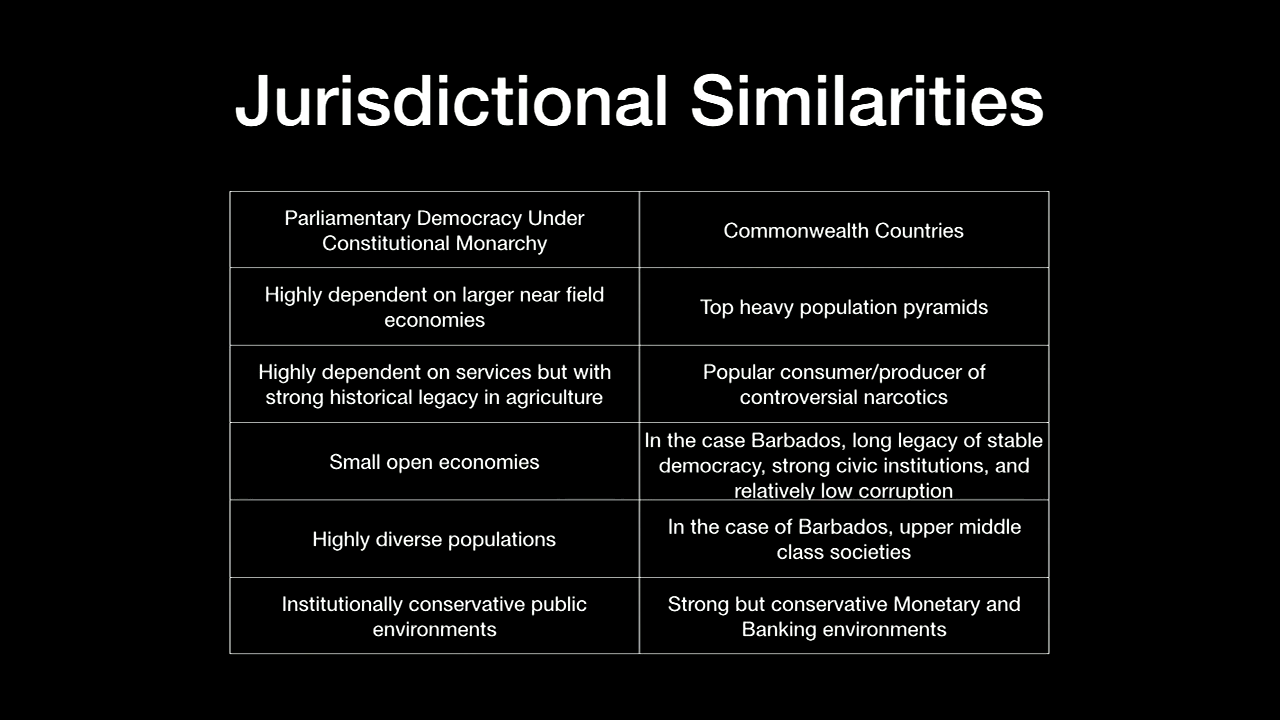 Jurisdictional Similarities
Parliamentary Democracy Under
Constitutional Monarchy
Commonwealth Countries
Highly dependent on larger near field
economies
Top heavy population pyramids
Highly dependent on services but with
strong historical legacy in agriculture
Popular consumer/producer of
controversial narcotics
Small open economies
In the case Barbados, long legacy of stable
democracy, strong civic institutions, and
relatively low corruption
Highly diverse populations
In the case of Barbados, upper middle
class societies
Institutionally conservative public
environments
Strong but conservative Monetary and
Banking environments